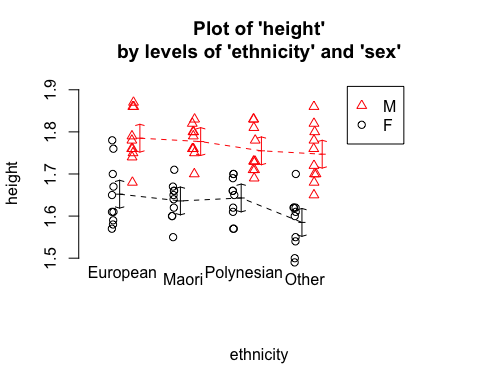 Plot of 'height'
by levels of 'ethnicity' and 'sex'
M
F
height
1.9
1.8
1.7
1.6
1.5
European Maori Polynesian Other
ethnicity